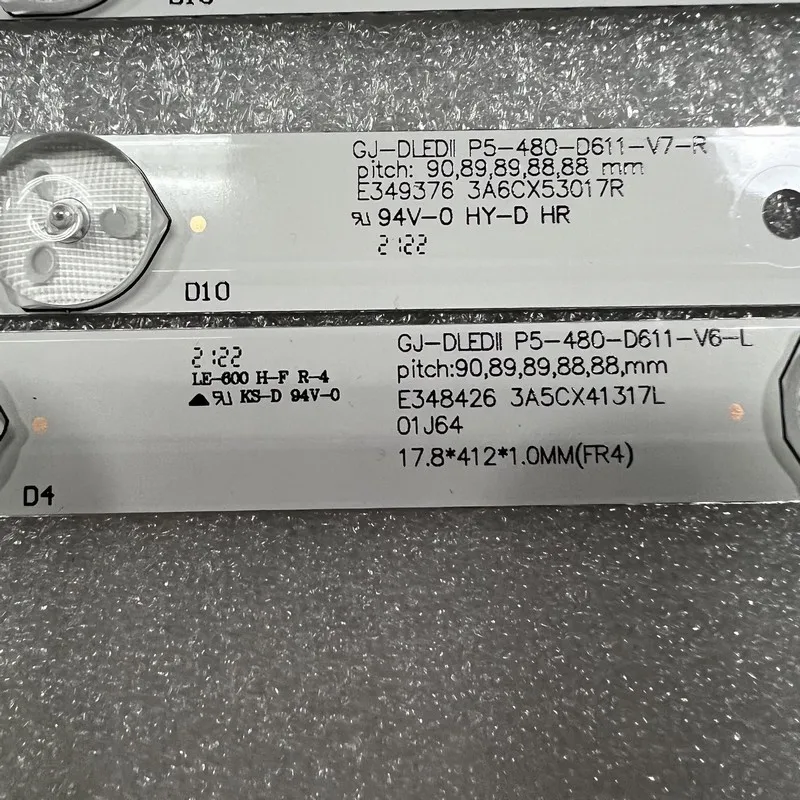 GJ-DLEDII P5-480-D611-V7-R
pitch: 90,89,89,88,88 mm
E349376 3A6CX53017R
94V-0 HY-D HR
2122
D10
2122
LE-600 H-F R-4
KS-D 94V-0
D4
GJ-DLEDII P5-480-D611-V6-L
pitch:90,89,89,88,88,mm
E348426 3A5CX41317L
01J64
17.8*412*1.0MM(FR4)